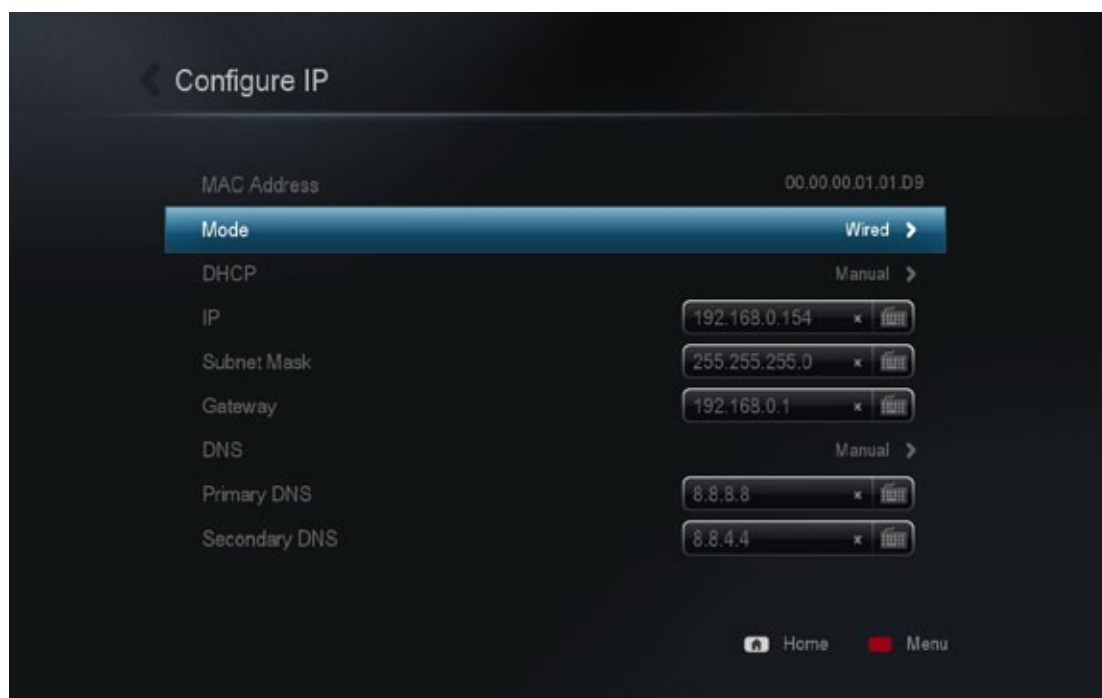 Configure IP
MAC Address 00.00.00.01.01.D9
Mode Wired
DHCP Manual
IP 192.168.0.154 x
Subnet Mask 255.255.255.0 x
Gateway 192.168.0.1 x
DNS Manual
Primary DNS 8.8.8.8 x
Secondary DNS 8.8.4.4 x
Home Menu